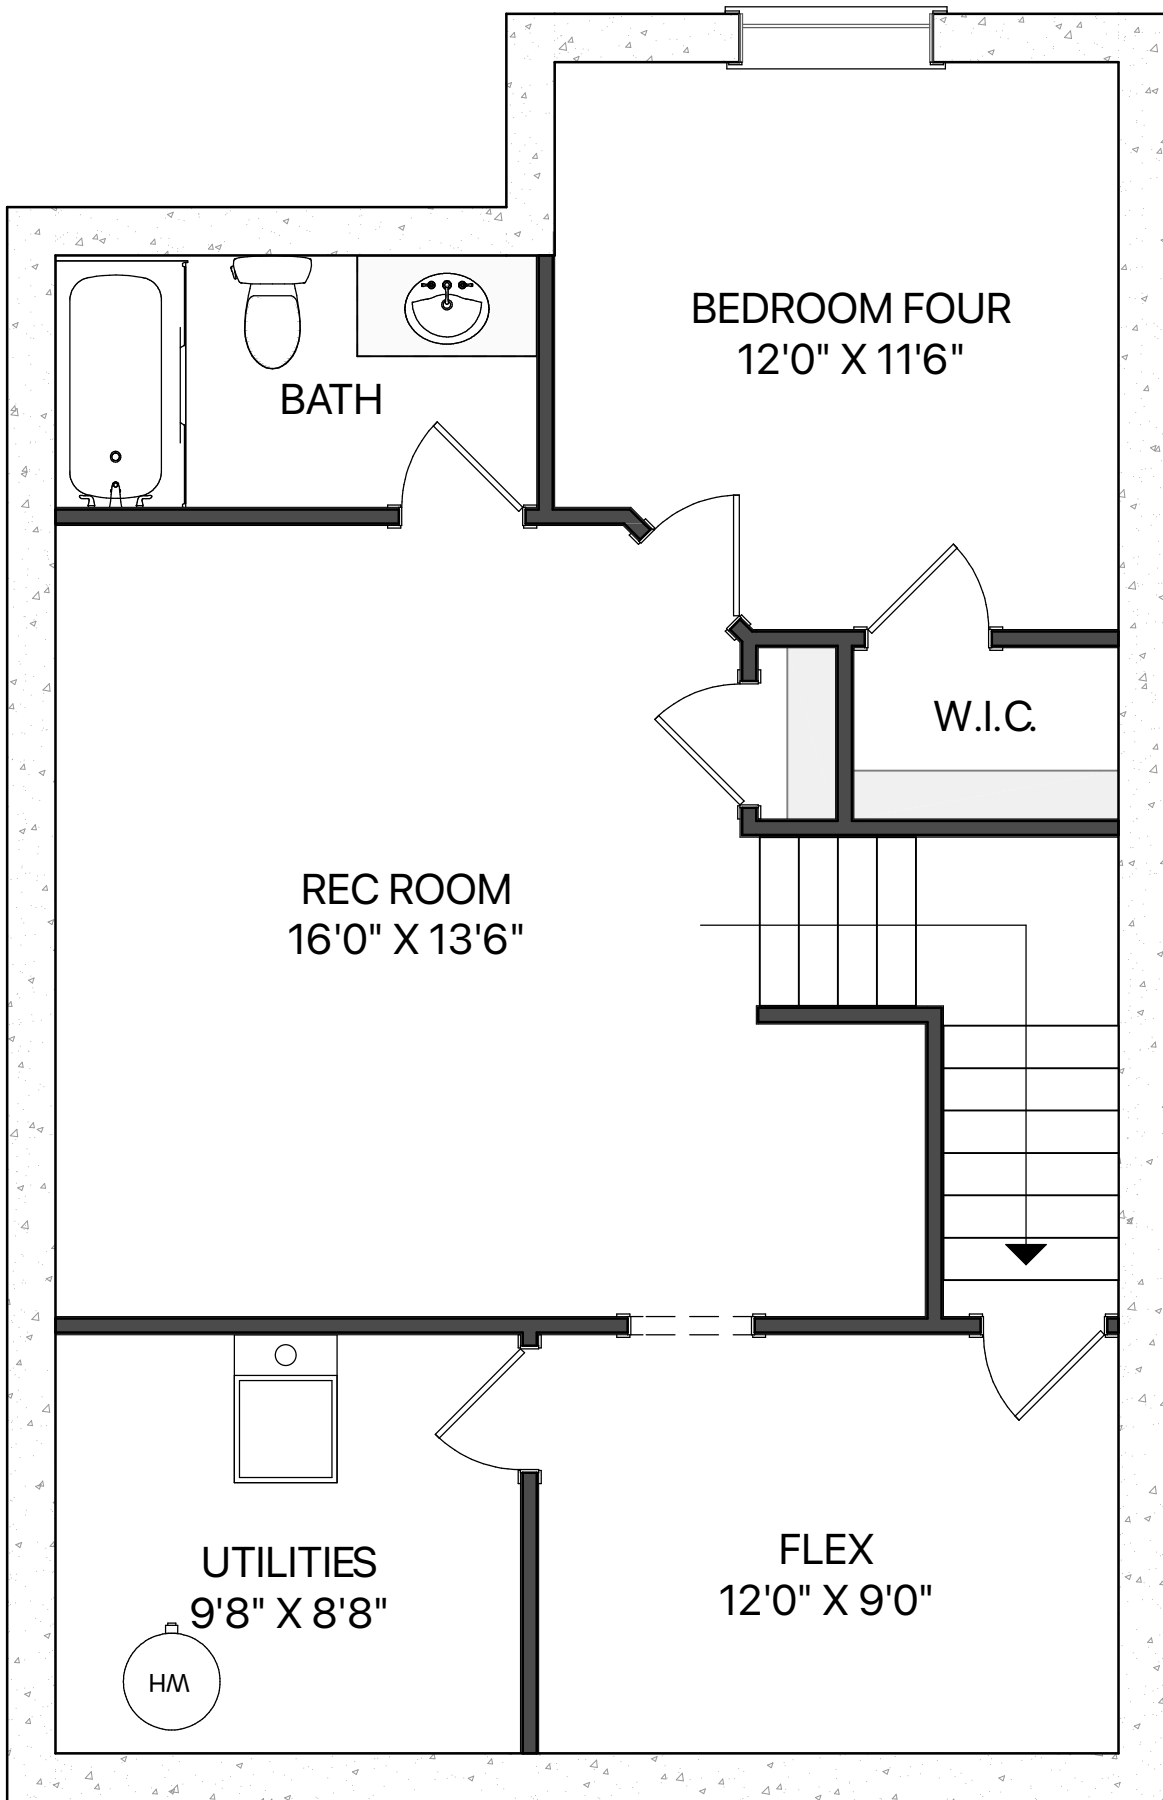 BEDROOM FOUR
12'0" X 11'6"
BATH
W.I.C.
REC ROOM
16'0" X 13'6"
UTILITIES
9'8" X 8'8"
FLEX
12'0" X 9'0"
WH